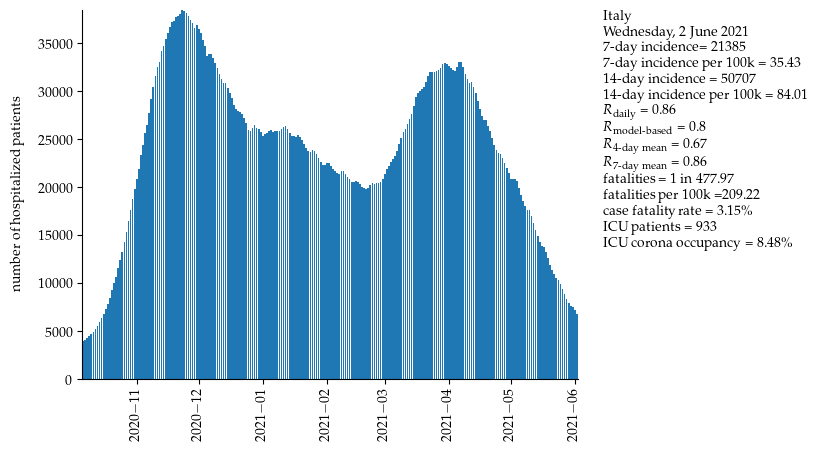 Italy
Wednesday, 2 June 2021
7-day incidence= 21385
7-day incidence per 100k = 35.43
14-day incidence = 50707
14-day incidence per 100k = 84.01
R daily = 0.86
R model-based = 0.8
R 4-day mean = 0.67
R 7-day mean = 0.86
fatalities = 1 in 477.97
fatalities per 100k =209.22
case fatality rate = 3.15%
ICU patients = 933
ICU corona occupancy = 8.48%
number of hospitalized patients
35000
30000
25000
20000
15000
10000
5000
0
2020−11
2020−12
2021−01
2021−02
2021−03
2021−04
2021−05
2021−06